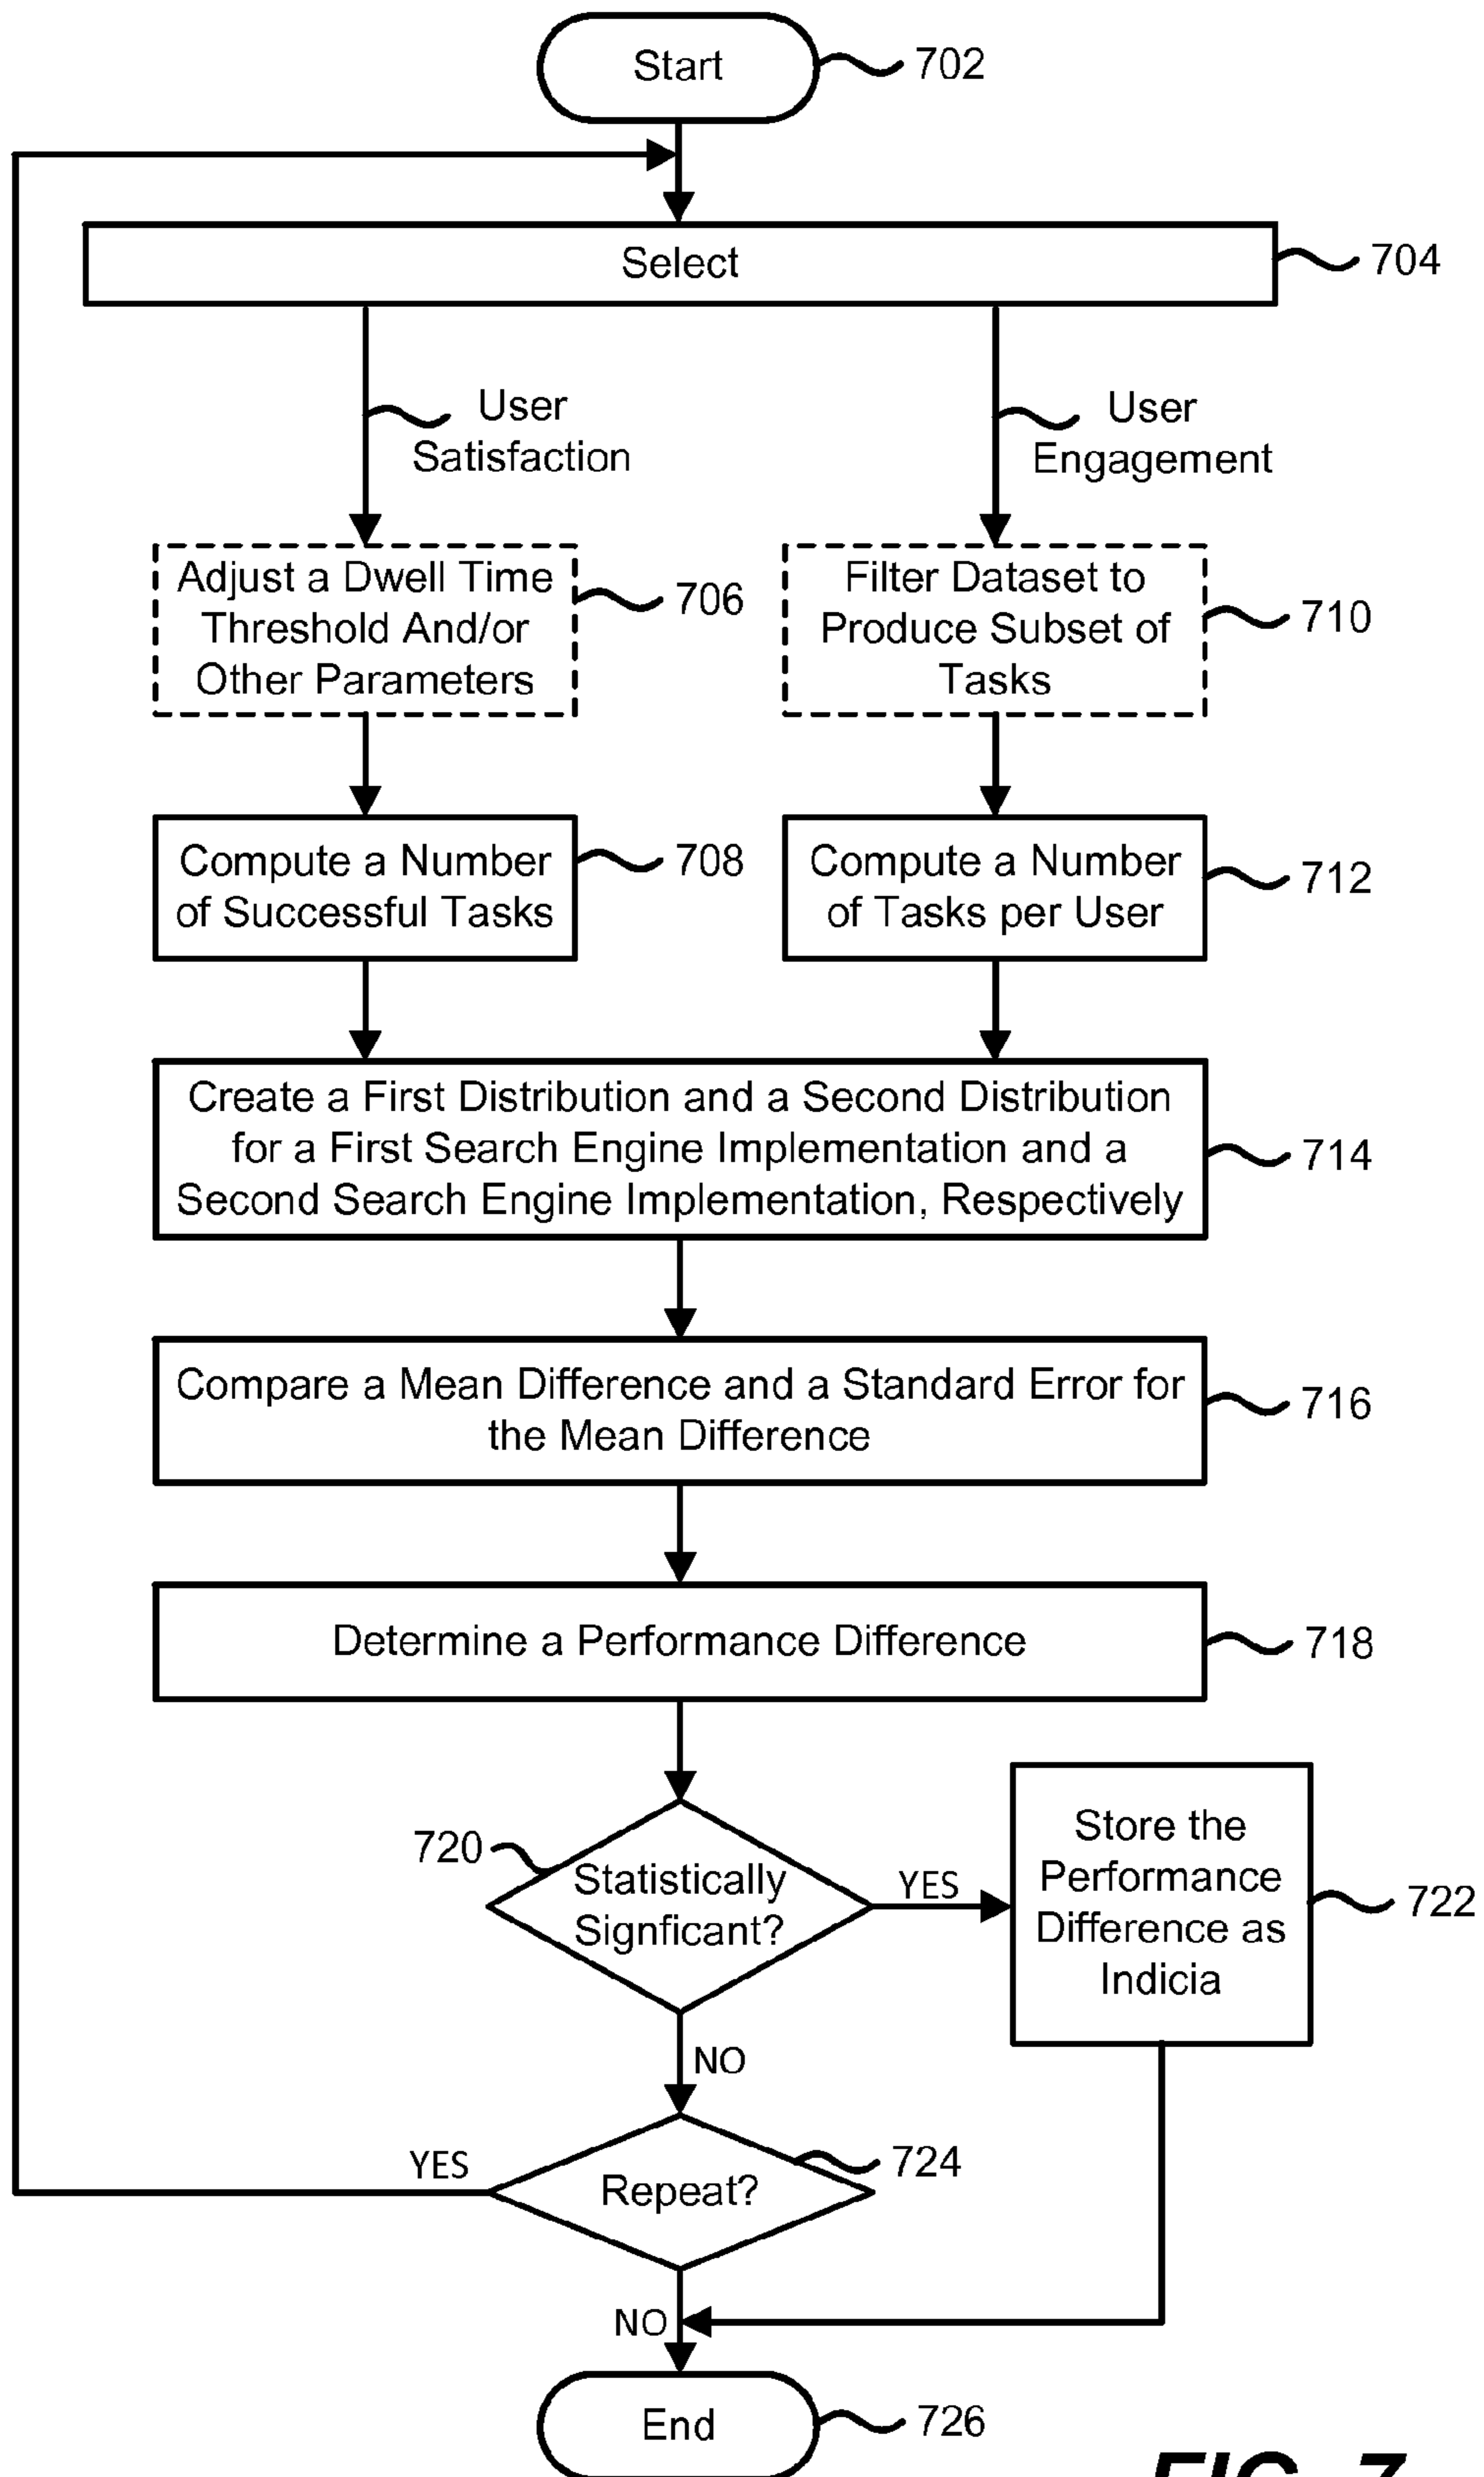 Start
702
Select
704
User
Satisfaction
User
Engagement
Adjust a Dwell Time
Threshold And/or
Other Parameters
706
Filter Dataset to
Produce Subset of
Tasks
710
Compute a Number
of Successful Tasks
708
Compute a Number
of Tasks per User
712
Create a First Distribution and a Second Distribution
for a First Search Engine Implementation and a
Second Search Engine Implementation, Respectively
714
Compare a Mean Difference and a Standard Error for
the Mean Difference
716
Determine a Performance Difference
718
720
Statistically
Signficant?
YES
Store the
Performance
Difference as
Indicia
722
NO
YES
Repeat?
724
NO
End
726
FIG. 7